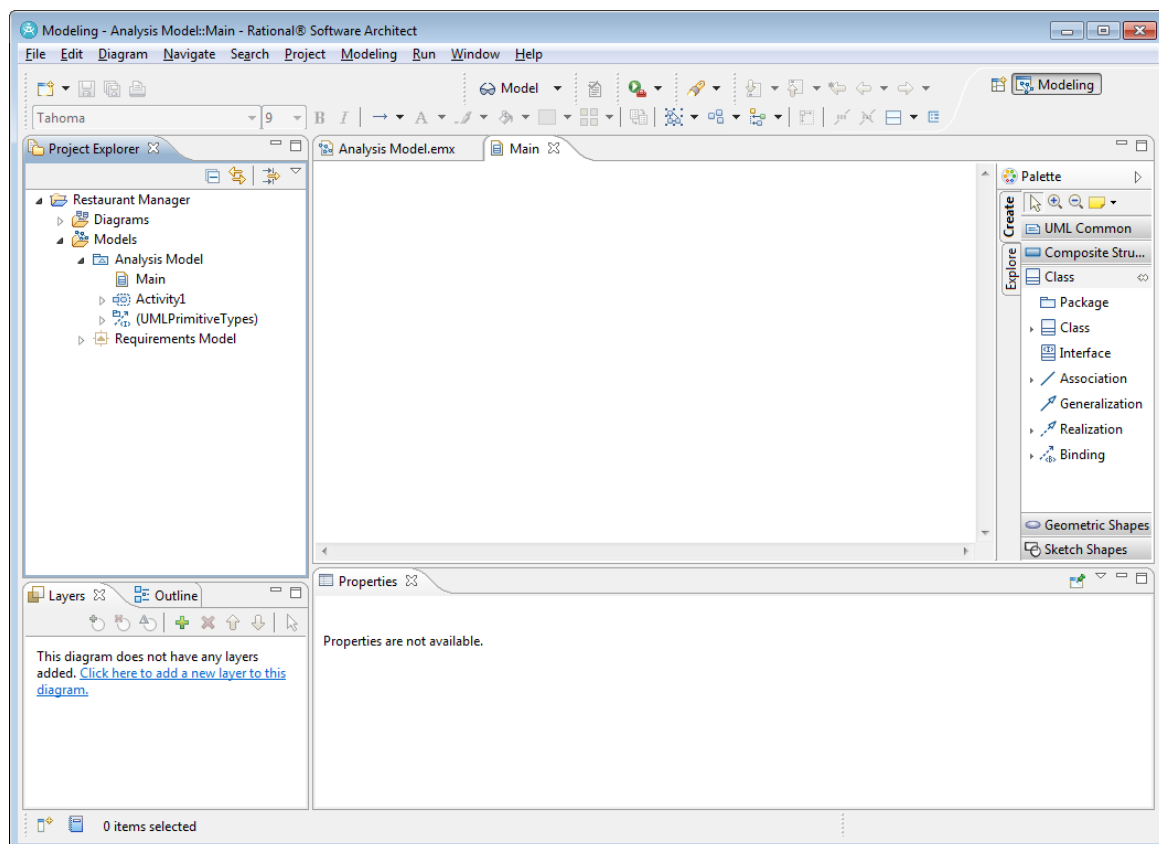 Modeling - Analysis Model::Main - Rational® Software Architect
File Edit Diagram Navigate Search Project Modeling Run Window Help
Model
Modeling
Tahoma 9 B I A
Project Explorer
Restaurant Manager
Diagrams
Models
Analysis Model
Main
Activity1
(UMLPrimitiveTypes)
Requirements Model
Analysis Model.emx Main
Palette
Create
Explore
UML Common
Composite Stru...
Class
Package
Class
Interface
Association
Generalization
Realization
Binding
Geometric Shapes
Sketch Shapes
Layers Outline
This diagram does not have any layers
added. Click here to add a new layer to this
diagram.
Properties
Properties are not available.
0 items selected